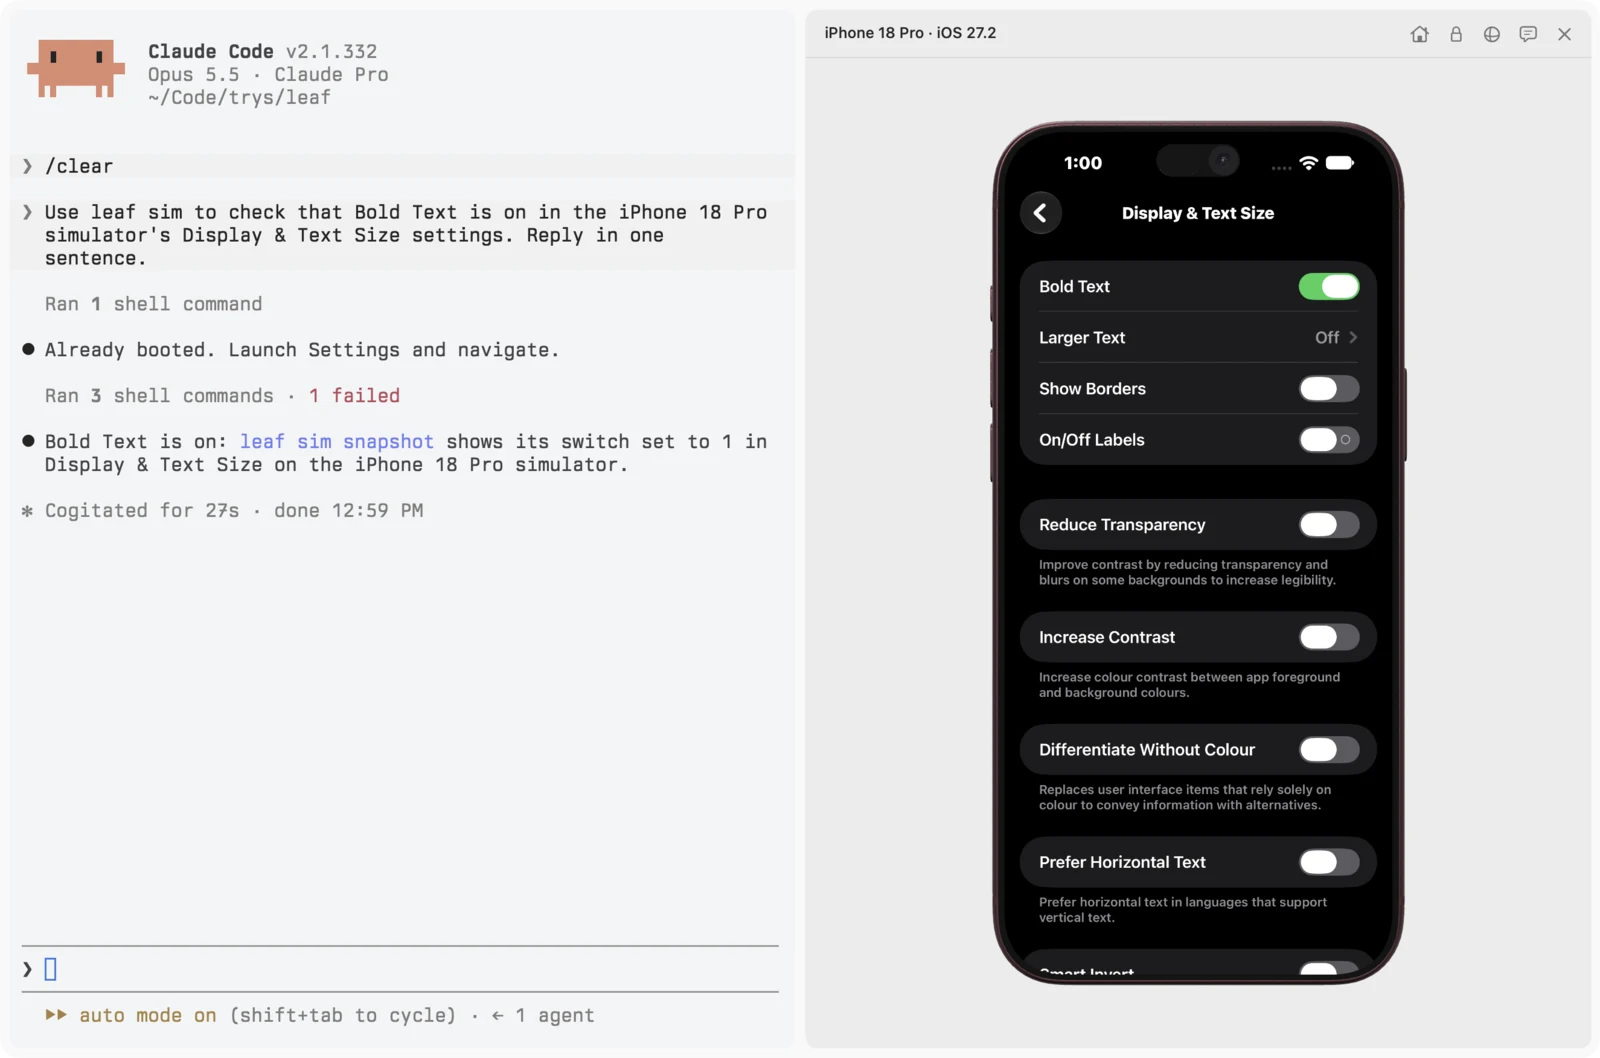 Claude Code v2.1.332
Opus 5.5 · Claude Pro
~/Code/trys/leaf
❯ /clear
❯ Use leaf sim to check that Bold Text is on in the iPhone 18 Pro
simulator's Display & Text Size settings. Reply in one
sentence.
Ran 1 shell command
● Already booted. Launch Settings and navigate.
Ran 3 shell commands · 1 failed
● Bold Text is on: leaf sim snapshot shows its switch set to 1 in
Display & Text Size on the iPhone 18 Pro simulator.
✻ Cogitated for 27s · done 12:59 PM
❯
⏵⏵ auto mode on (shift+tab to cycle) · ← 1 agent
iPhone 18 Pro · iOS 27.2
1:00
Display & Text Size
Bold Text
Larger Text Off
Show Borders
On/Off Labels
Reduce Transparency
Improve contrast by reducing transparency and
blurs on some backgrounds to increase legibility.
Increase Contrast
Increase colour contrast between app foreground
and background colours.
Differentiate Without Colour
Replaces user interface items that rely solely on
colour to convey information with alternatives.
Prefer Horizontal Text
Prefer horizontal text in languages that support
vertical text.
Smart Invert